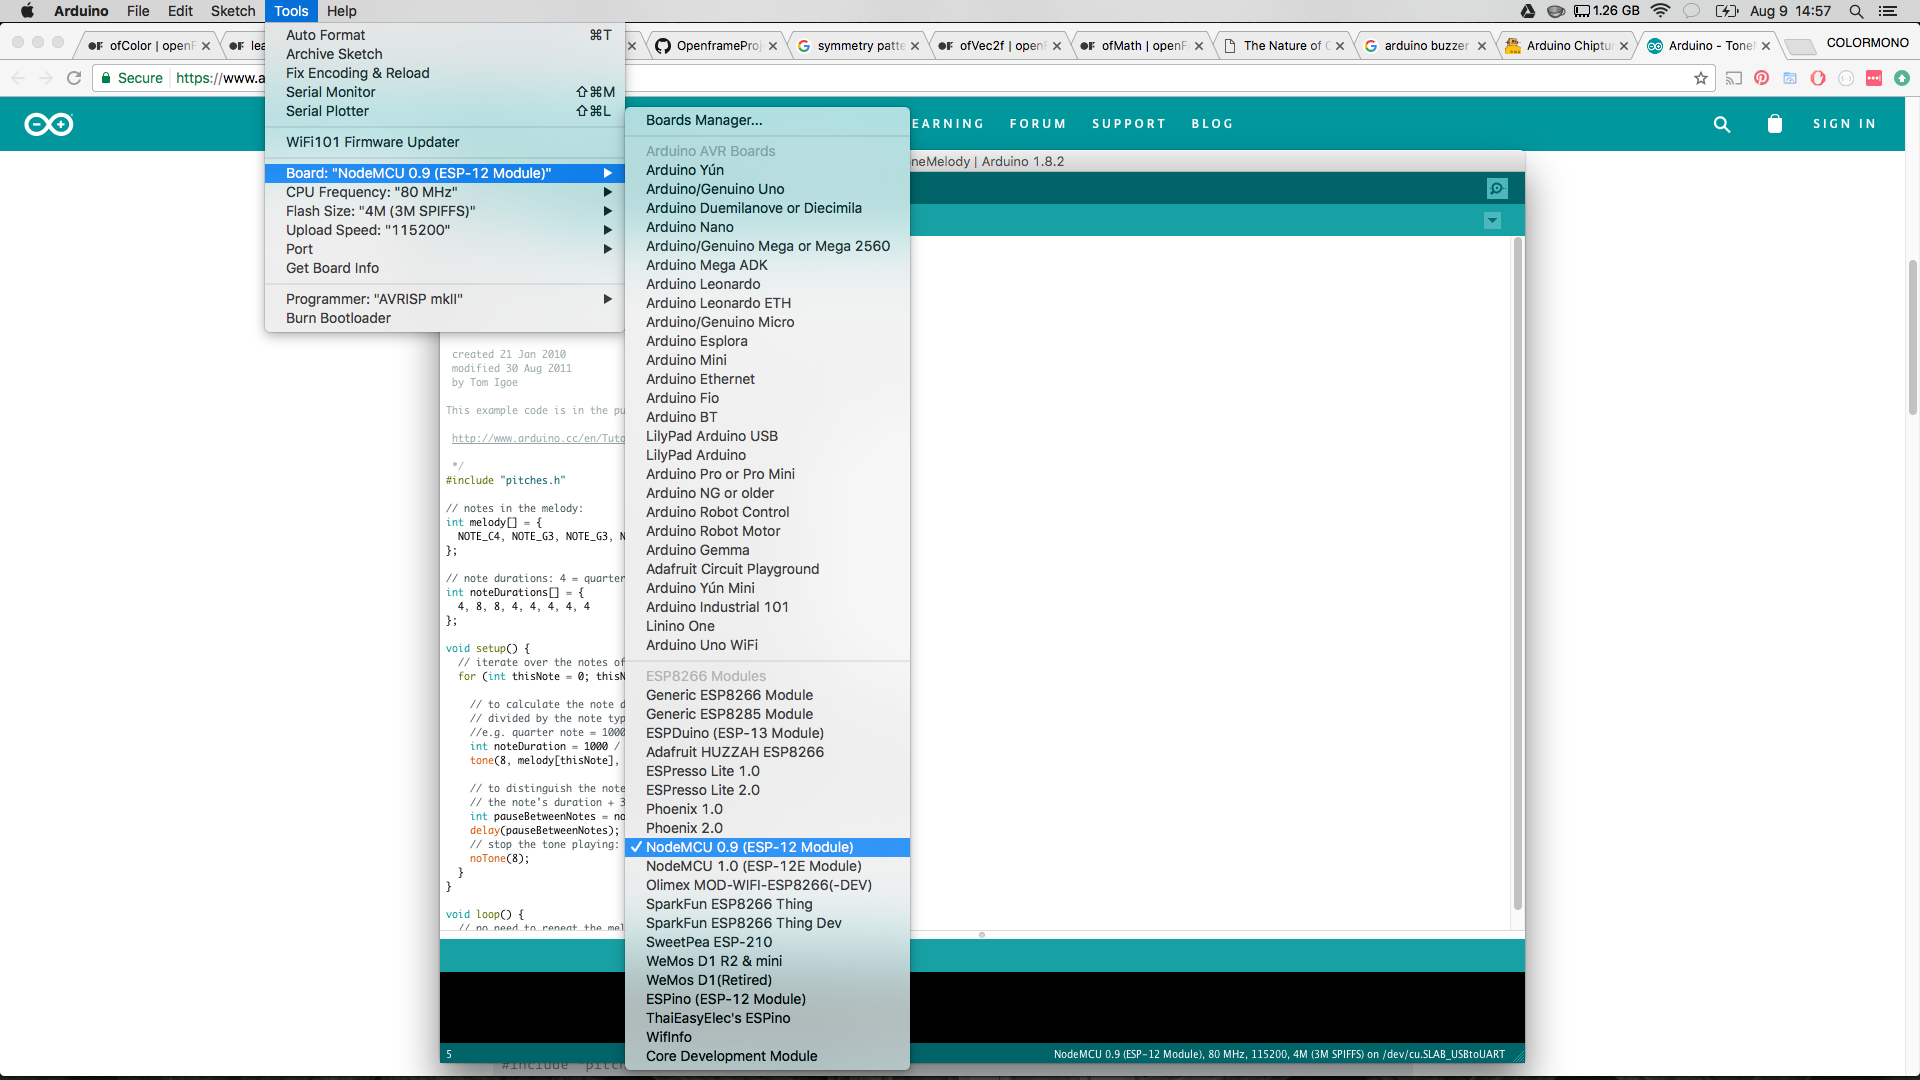 Arduino File Edit Sketch Tools Help
1.26 GB Aug 9 14:57
ofColor | openF
lea
OpenframeProj
symmetry patte
ofVec2f | openF
ofMath | openF
The Nature of C
arduino buzzer
Arduino Chiptur
Arduino - ToneM
COLORMONO
Secure https://www.a
EARNING FORUM SUPPORT BLOG SIGN IN
Auto Format ⌘T
Archive Sketch
Fix Encoding & Reload
Serial Monitor ⇧⌘M
Serial Plotter ⇧⌘L
WiFi101 Firmware Updater
Board: "NodeMCU 0.9 (ESP-12 Module)"
CPU Frequency: "80 MHz"
Flash Size: "4M (3M SPIFFS)"
Upload Speed: "115200"
Port
Get Board Info
Programmer: "AVRISP mkII"
Burn Bootloader
Boards Manager...
Arduino AVR Boards
Arduino Yún
Arduino/Genuino Uno
Arduino Duemilanove or Diecimila
Arduino Nano
Arduino/Genuino Mega or Mega 2560
Arduino Mega ADK
Arduino Leonardo
Arduino Leonardo ETH
Arduino/Genuino Micro
Arduino Esplora
Arduino Mini
Arduino Ethernet
Arduino Fio
Arduino BT
LilyPad Arduino USB
LilyPad Arduino
Arduino Pro or Pro Mini
Arduino NG or older
Arduino Robot Control
Arduino Robot Motor
Arduino Gemma
Adafruit Circuit Playground
Arduino Yún Mini
Arduino Industrial 101
Linino One
Arduino Uno WiFi
ESP8266 Modules
Generic ESP8266 Module
Generic ESP8285 Module
ESPDuino (ESP-13 Module)
Adafruit HUZZAH ESP8266
ESPresso Lite 1.0
ESPresso Lite 2.0
Phoenix 1.0
Phoenix 2.0
✓ NodeMCU 0.9 (ESP-12 Module)
NodeMCU 1.0 (ESP-12E Module)
Olimex MOD-WIFI-ESP8266(-DEV)
SparkFun ESP8266 Thing
SparkFun ESP8266 Thing Dev
SweetPea ESP-210
WeMos D1 R2 & mini
WeMos D1(Retired)
ESPino (ESP-12 Module)
ThaiEasyElec's ESPino
WifInfo
Core Development Module
neMelody | Arduino 1.8.2
created 21 Jan 2010
modified 30 Aug 2011
by Tom Igoe
This example code is in the pu
http://www.arduino.cc/en/Tuto
*/
#include "pitches.h"
// notes in the melody:
int melody[] = {
NOTE_C4, NOTE_G3, NOTE_G3, N
};
// note durations: 4 = quarter
int noteDurations[] = {
4, 8, 8, 4, 4, 4, 4, 4
};
void setup() {
// iterate over the notes of
for (int thisNote = 0; thisN
// to calculate the note d
// divided by the note typ
//e.g. quarter note = 1000
int noteDuration = 1000 /
tone(8, melody[thisNote],
// to distinguish the note
// the note's duration + 3
int pauseBetweenNotes = no
delay(pauseBetweenNotes);
// stop the tone playing:
noTone(8);
}
}
void loop() {
// no need to repeat the mel
5
NodeMCU 0.9 (ESP-12 Module), 80 MHz, 115200, 4M (3M SPIFFS) on /dev/cu.SLAB_USBtoUART
#include "pitch